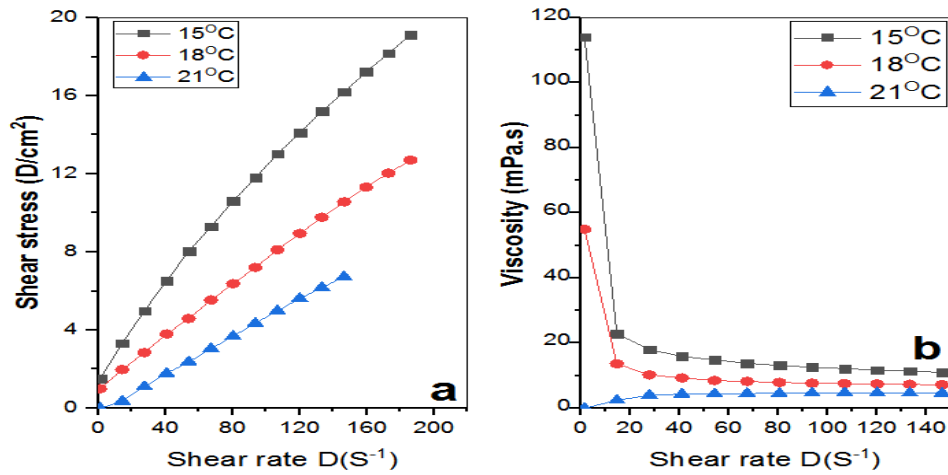 20
16
12
8
4
0
Shear stress (D/cm²)
15°C
18°C
21°C
a
0 40 80 120 160 200
Shear rate D(S⁻¹)
120
100
80
60
40
20
0
Viscosity (mPa.s)
15°C
18°C
21°C
b
0 20 40 60 80 100 120 140
Shear rate D(S⁻¹)